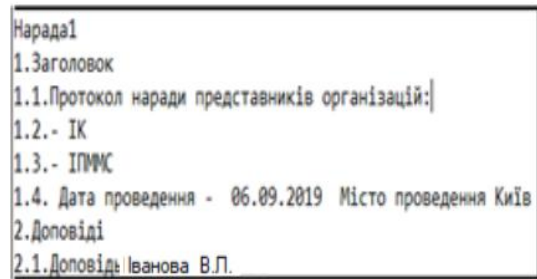 Нарада1
1.Заголовок
1.1.Протокол наради представників організацій:
1.2.- ІК
1.3.- ІПММС
1.4. Дата проведення - 06.09.2019 Місто проведення Київ
2.Доповіді
2.1.Доповідь Іванова В.П.